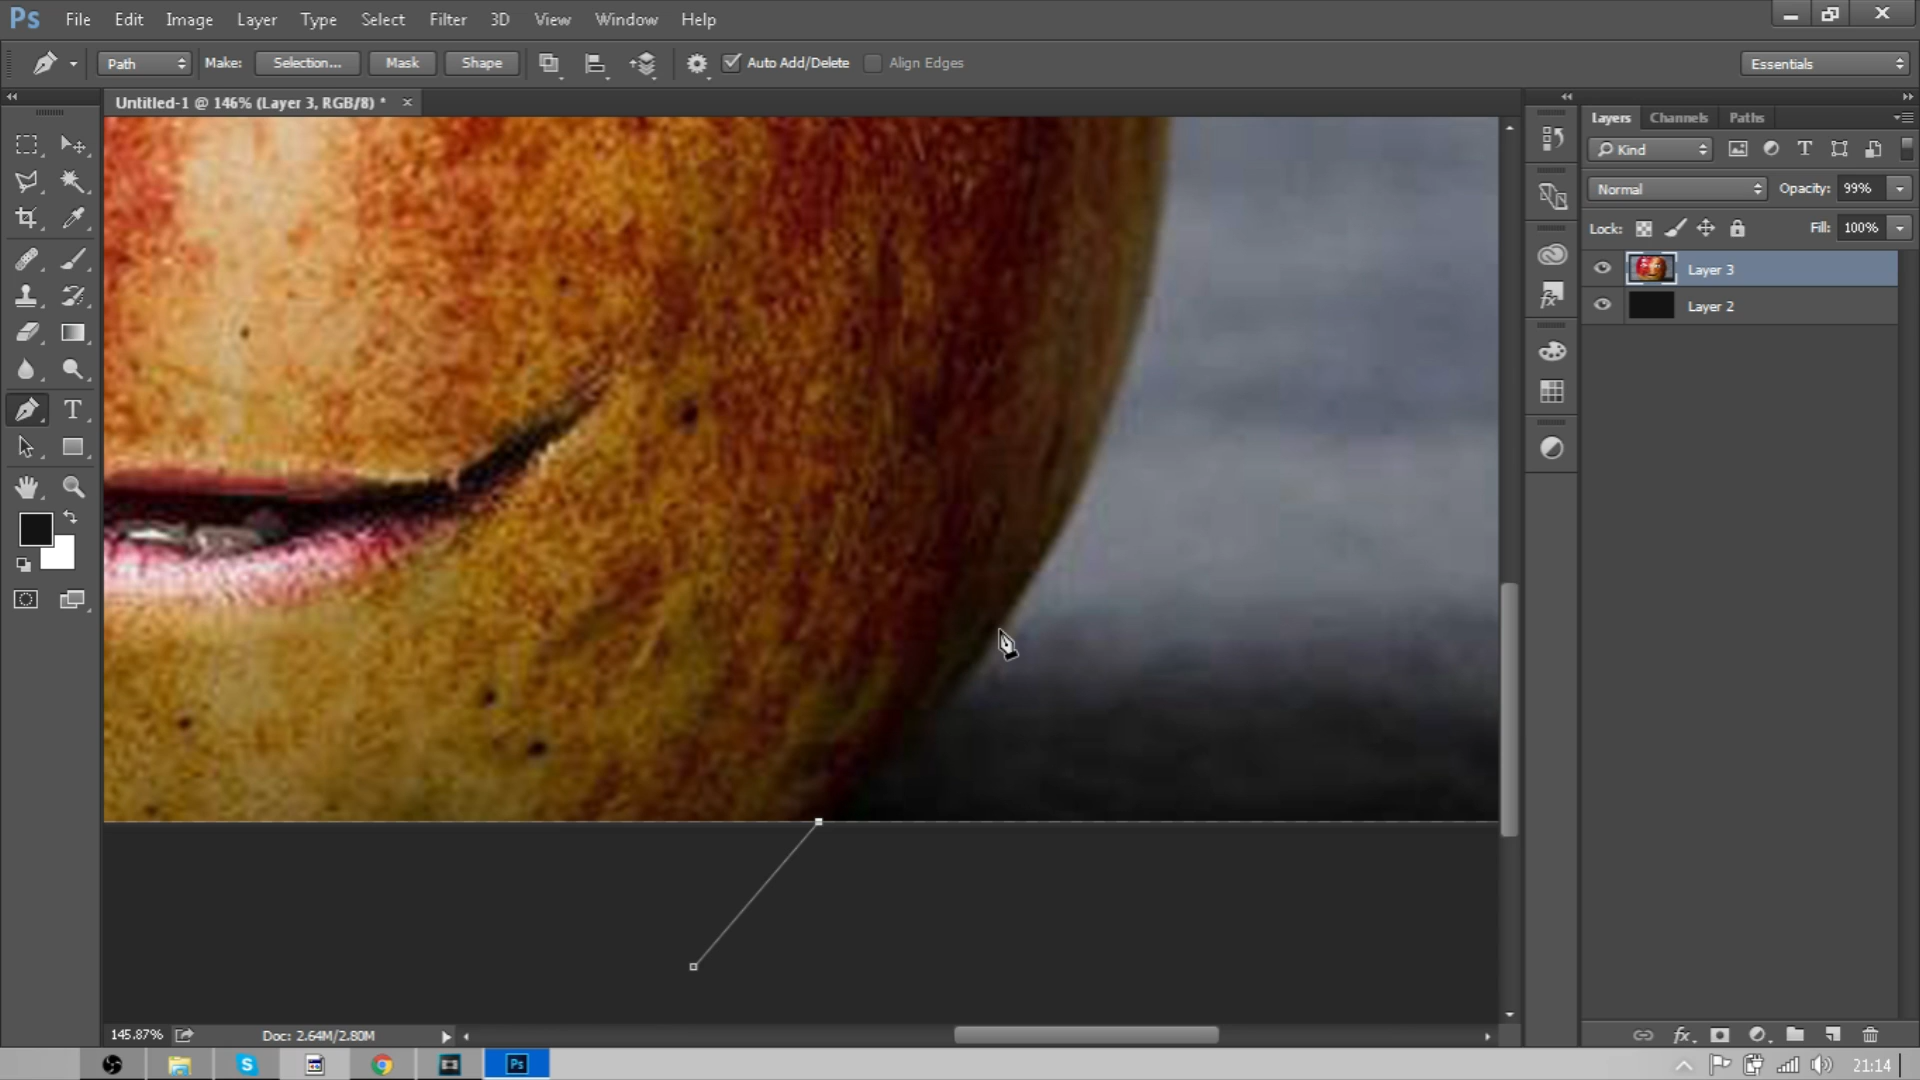 Ps File Edit Image Layer Type Select Filter 3D View Window Help
Path Make: Selection... Mask Shape Auto Add/Delete Align Edges Essentials
Untitled-1 @ 146% (Layer 3, RGB/8) *
Layers Channels Paths
Kind
Normal Opacity: 99%
Lock: Fill: 100%
Layer 3
Layer 2
145.87% Doc: 2.64M/2.80M
Ps 21:14